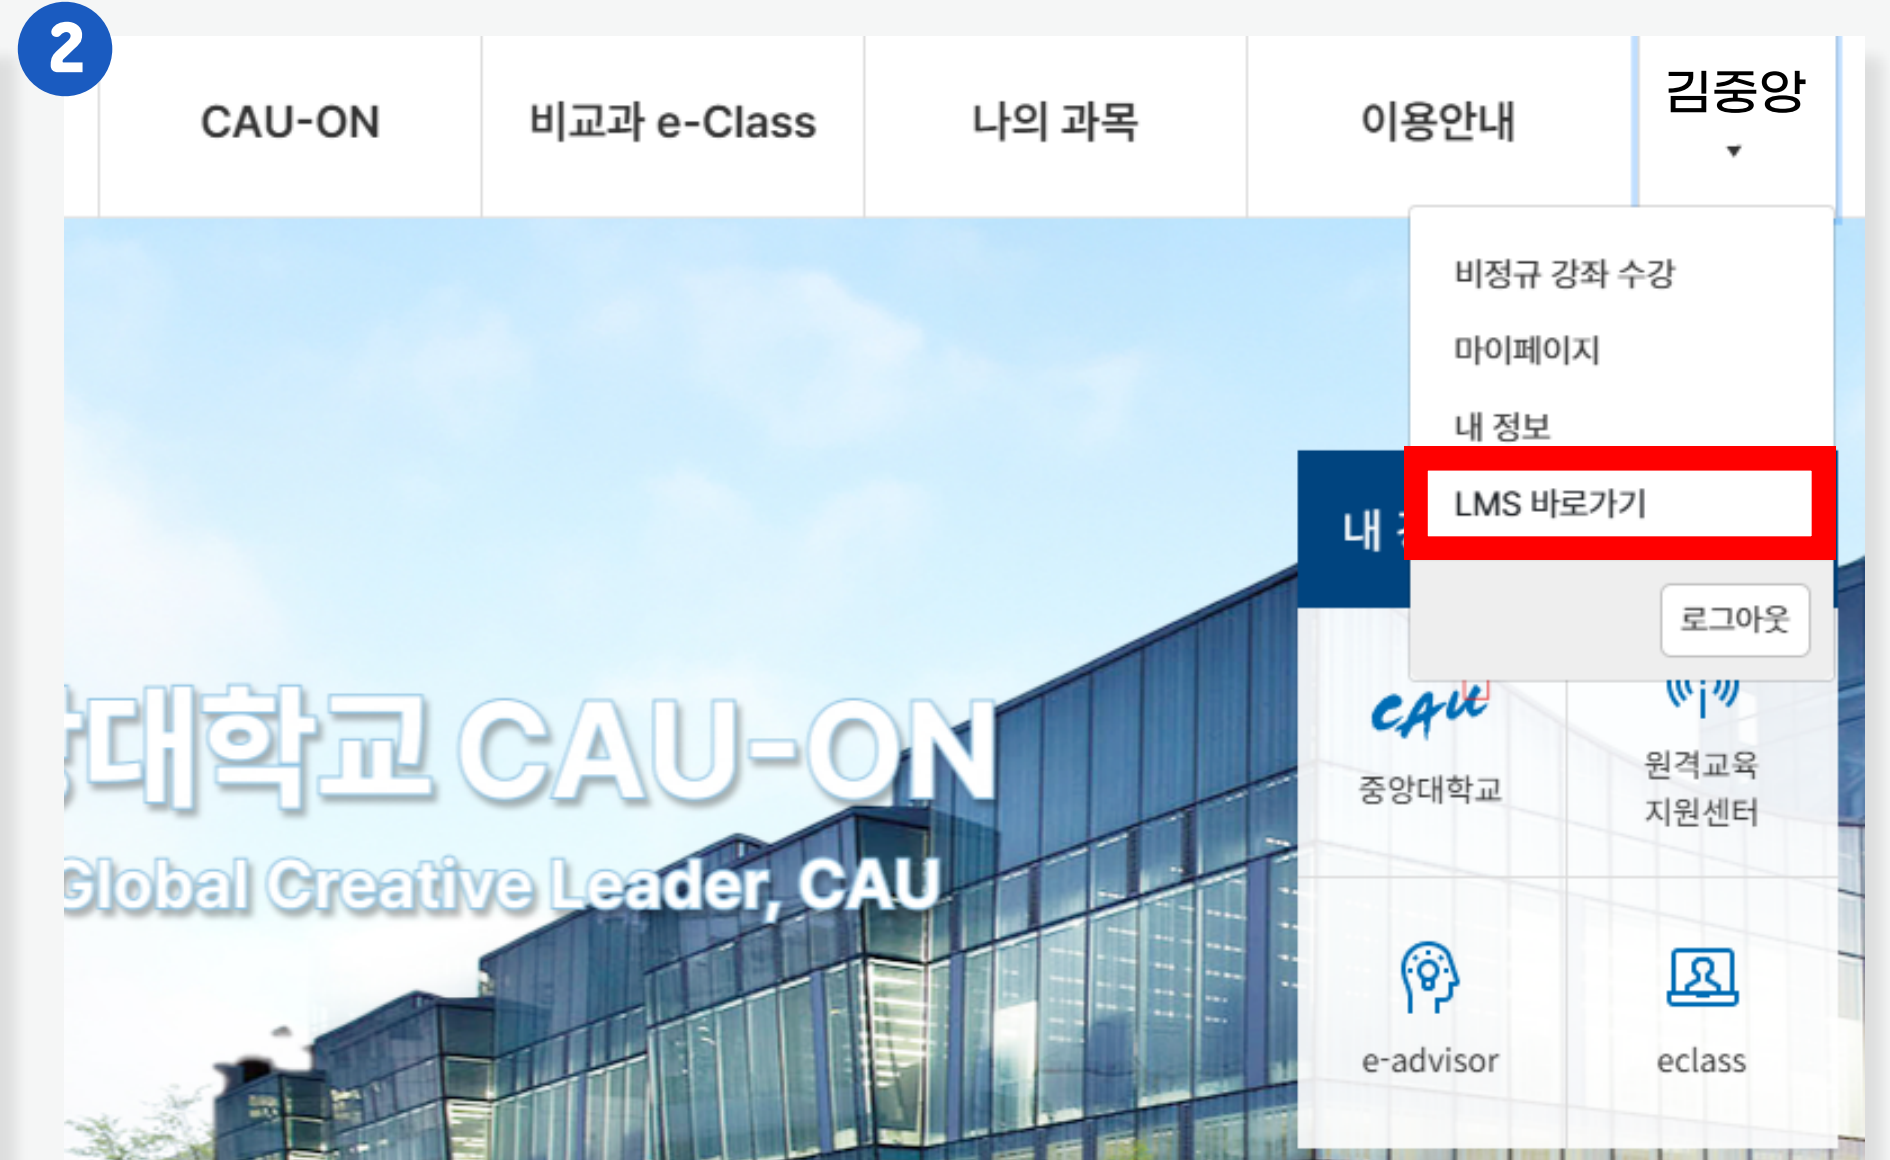 2
CAU-ON
비교과 e-Class
나의 과목
이용안내
김중앙
비정규 강좌 수강
마이페이지
내 정보
LMS 바로가기
로그아웃
내
대학교 CAU-ON
Global Creative Leader, CAU
CAU
중앙대학교
원격교육
지원센터
e-advisor
eclass